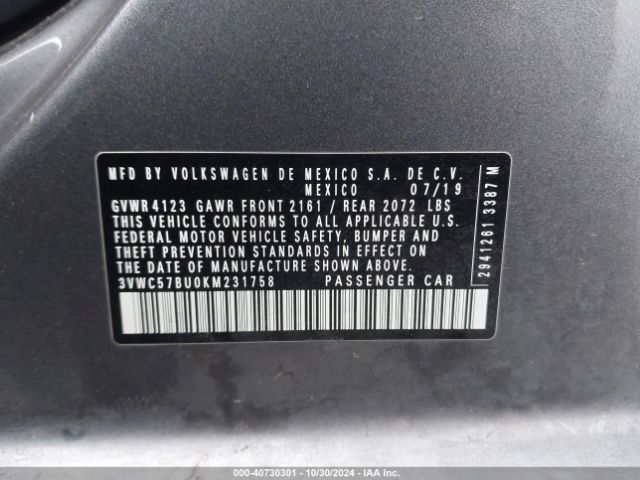 MFD BY VOLKSWAGEN DE MEXICO S.A. DE C.V.
MEXICO 07/19
GVWR 4123 GAWR FRONT 2161 / REAR 2072 LBS
THIS VEHICLE CONFORMS TO ALL APPLICABLE U.S.
FEDERAL MOTOR VEHICLE SAFETY, BUMPER AND
THEFT PREVENTION STANDARDS IN EFFECT ON
THE DATE OF MANUFACTURE SHOWN ABOVE.
3VWC57BU0KM231758 PASSENGER CAR
2941261 3387 M
000-40730301 - 10/30/2024 - IAA Inc.